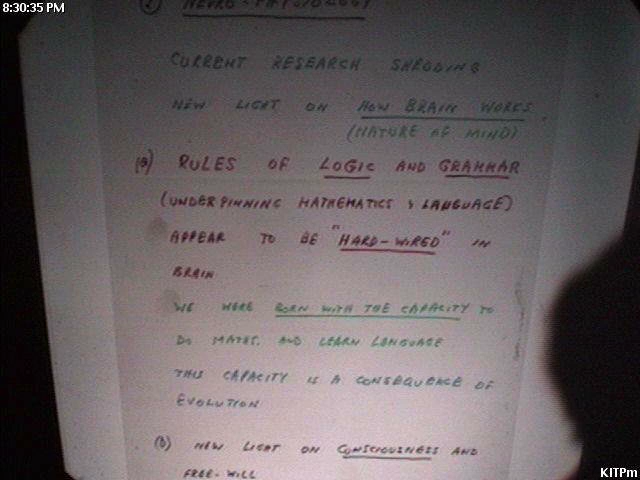 8:30:35 PM
(2) NEURO-PHYSIOLOGY
CURRENT RESEARCH SHEDDING
NEW LIGHT ON HOW BRAIN WORKS
(NATURE OF MIND)
(a) RULES OF LOGIC AND GRAMMAR
(UNDERPINNING MATHEMATICS & LANGUAGE)
APPEAR TO BE "HARD-WIRED" IN
BRAIN
WE WERE BORN WITH THE CAPACITY TO
DO MATHS. AND LEARN LANGUAGE
THIS CAPACITY IS A CONSEQUENCE OF
EVOLUTION
(b) NEW LIGHT ON CONSCIOUSNESS AND
FREE-WILL
KITPm